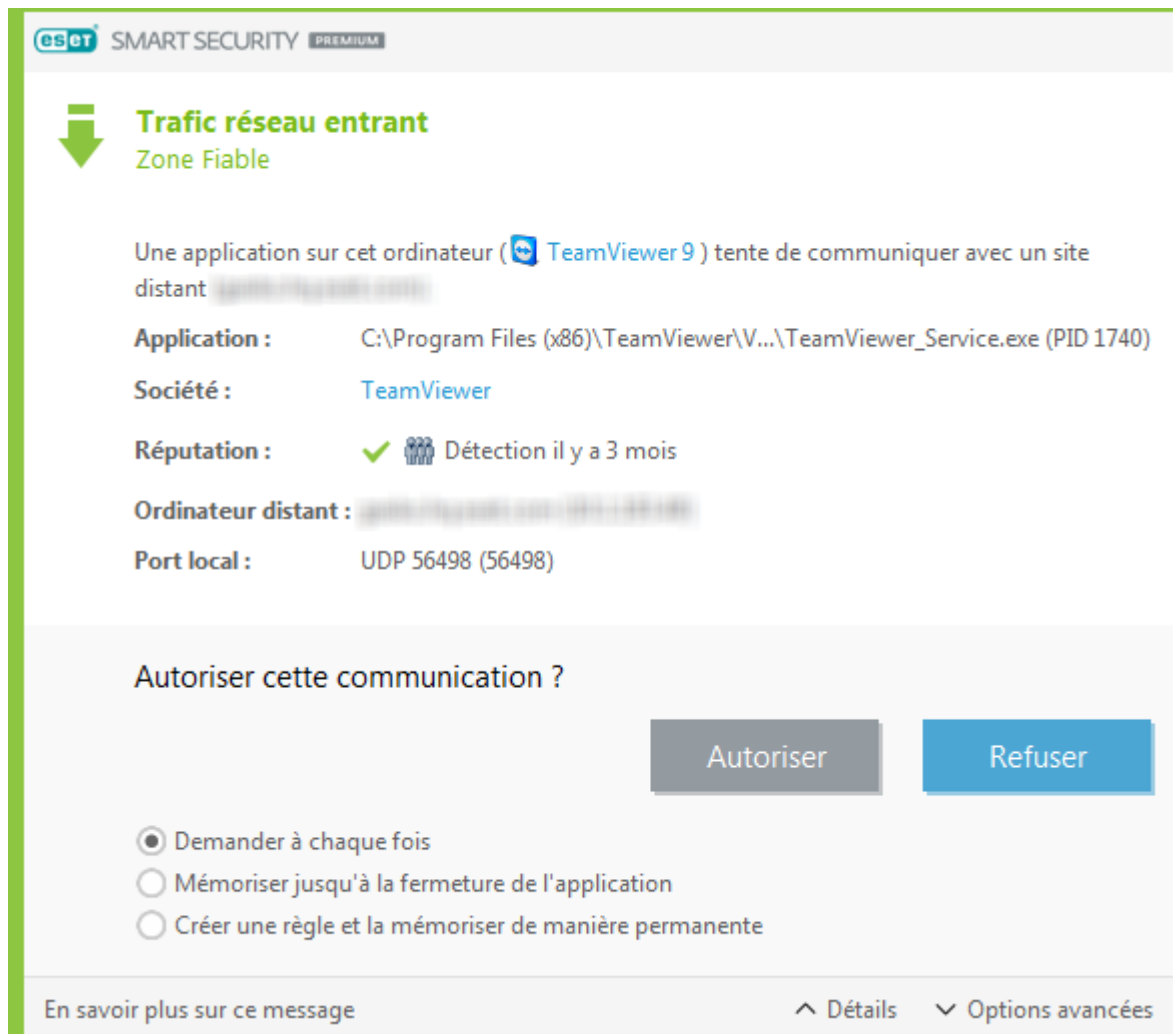 eset SMART SECURITY PREMIUM
Trafic réseau entrant
Zone Fiable
Une application sur cet ordinateur ( TeamViewer 9 ) tente de communiquer avec un site
distant
Application : C:\Program Files (x86)\TeamViewer\V...\TeamViewer_Service.exe (PID 1740)
Société : TeamViewer
Réputation : Détection il y a 3 mois
Ordinateur distant :
Port local : UDP 56498 (56498)
Autoriser cette communication ?
Autoriser Refuser
Demander à chaque fois
Mémoriser jusqu'à la fermeture de l'application
Créer une règle et la mémoriser de manière permanente
En savoir plus sur ce message Détails Options avancées